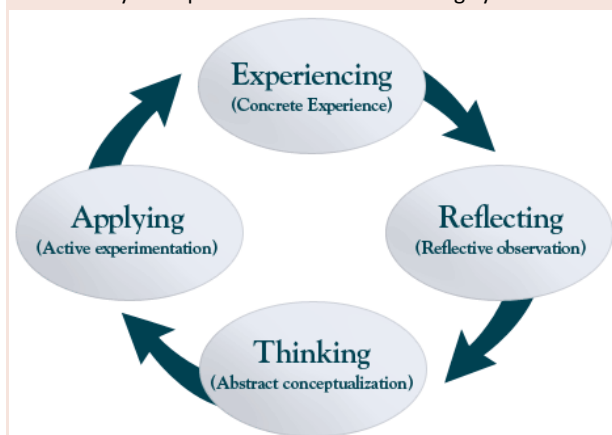 Experiencing
(Concrete Experience)
Reflecting
(Reflective observation)
Thinking
(Abstract conceptualization)
Applying
(Active experimentation)